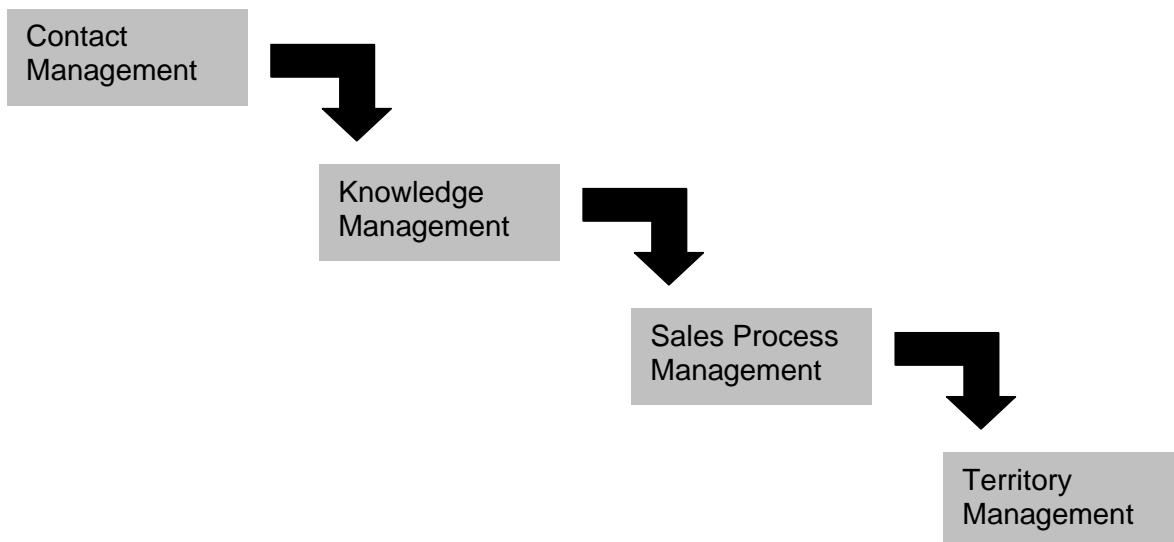 Contact
Management
Knowledge
Management
Sales Process
Management
Territory
Management